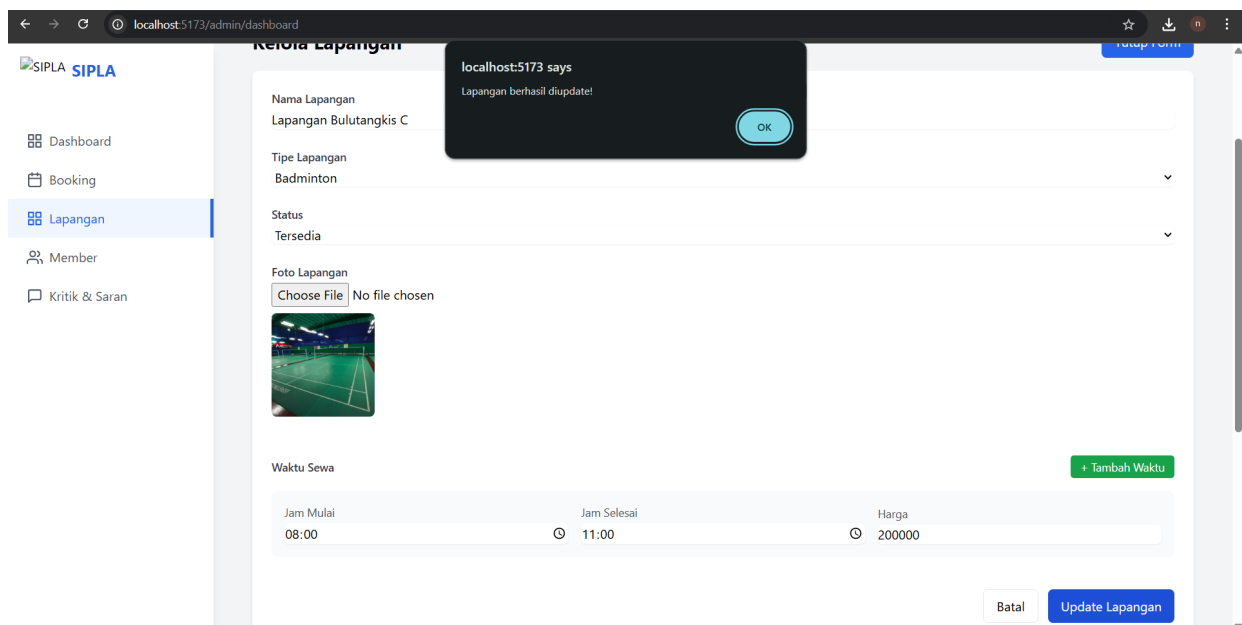 localhost:5173/admin/dashboard
n
SIPLA SIPLA
Kelola Lapangan
Tutup Form
localhost:5173 says
Lapangan berhasil diupdate!
OK
Dashboard
Booking
Lapangan
Member
Kritik & Saran
Nama Lapangan
Lapangan Bulutangkis C
Tipe Lapangan
Badminton
Status
Tersedia
Foto Lapangan
Choose File No file chosen
Waktu Sewa
+ Tambah Waktu
Jam Mulai
08:00
Jam Selesai
11:00
Harga
200000
Batal
Update Lapangan